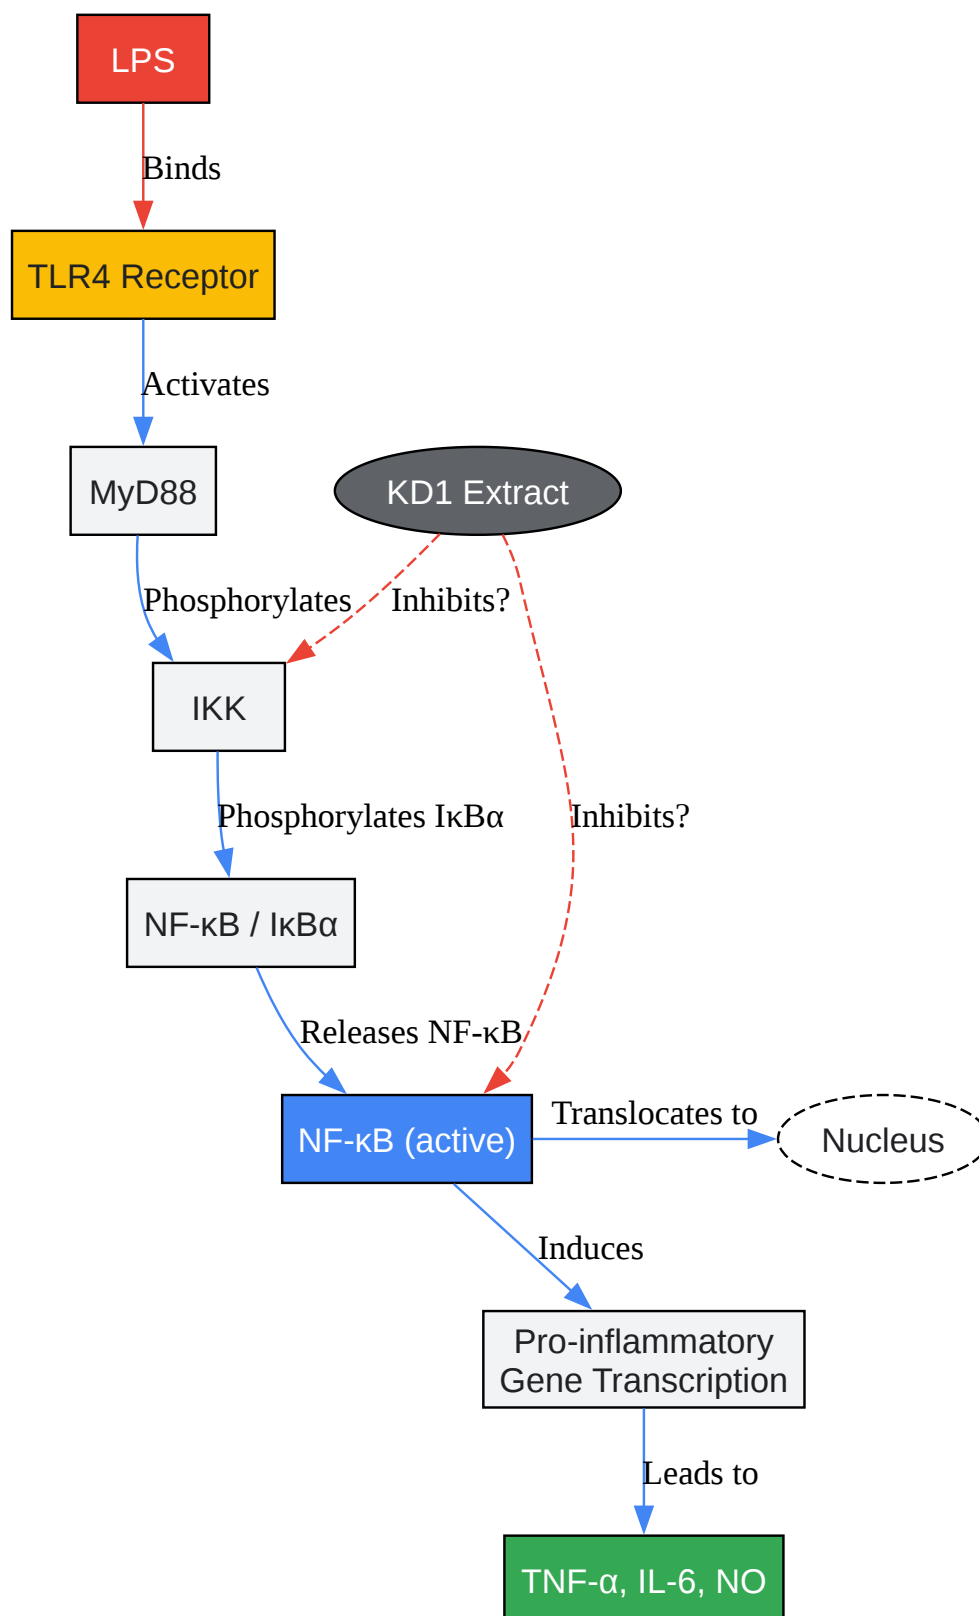 LPS
Binds
TLR4 Receptor
Activates
MyD88
KD1 Extract
Phosphorylates
Inhibits?
IKK
Phosphorylates IκBα
Inhibits?
NF-κB / IκBα
Releases NF-κB
NF-κB (active)
Translocates to
Nucleus
Induces
Pro-inflammatory
Gene Transcription
Leads to
TNF-α, IL-6, NO